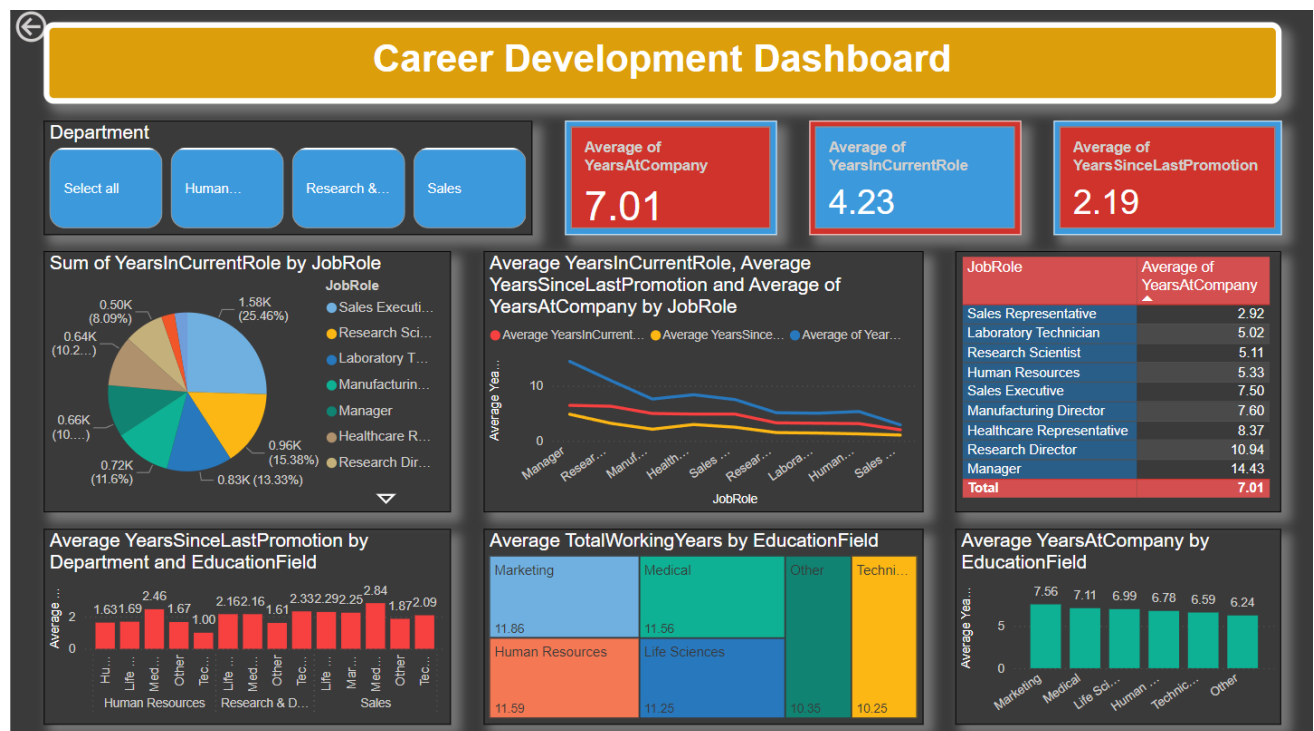 Career Development Dashboard
Department
Select all
Human...
Research &...
Sales
Average of
YearsAtCompany
7.01
Average of
YearsInCurrentRole
4.23
Average of
YearsSinceLastPromotion
2.19
Sum of YearsInCurrentRole by JobRole
0.50K
(8.09%)
0.64K
(10.2...)
0.66K
(10....)
0.72K
(11.6%)
1.58K
(25.46%)
0.96K
(15.38%)
0.83K (13.33%)
JobRole
Sales Executi...
Research Sci...
Laboratory T...
Manufacturin...
Manager
Healthcare R...
Research Dir...
Average YearsInCurrentRole, Average
YearsSinceLastPromotion and Average of
YearsAtCompany by JobRole
Average YearsInCurrent... Average YearsSince... Average of Year...
Average Yea...
10
0
Manager
Resear...
Manuf...
Health...
Sales ...
Resear...
Labora...
Human...
Sales ...
JobRole
JobRole Average of
YearsAtCompany
Sales Representative 2.92
Laboratory Technician 5.02
Research Scientist 5.11
Human Resources 5.33
Sales Executive 7.50
Manufacturing Director 7.60
Healthcare Representative 8.37
Research Director 10.94
Manager 14.43
Total 7.01
Average YearsSinceLastPromotion by
Department and EducationField
Average ...
2
0
1.63 1.69 2.46 1.67 1.00 2.16 2.16 1.61 2.33 2.29 2.25 2.84 1.87 2.09
Hu... Life ... Med... Other Tec... Life ... Med... Other Tec... Life ... Mar... Med... Other Tec...
Human Resources Research & D... Sales
Average TotalWorkingYears by EducationField
Marketing
11.86
Human Resources
11.59
Medical
11.56
Life Sciences
11.25
Other
10.35
Techni...
10.25
Average YearsAtCompany by
EducationField
Average Yea...
5
0
7.56 7.11 6.99 6.78 6.59 6.24
Marketing
Medical
Life Sci...
Human ...
Technic...
Other